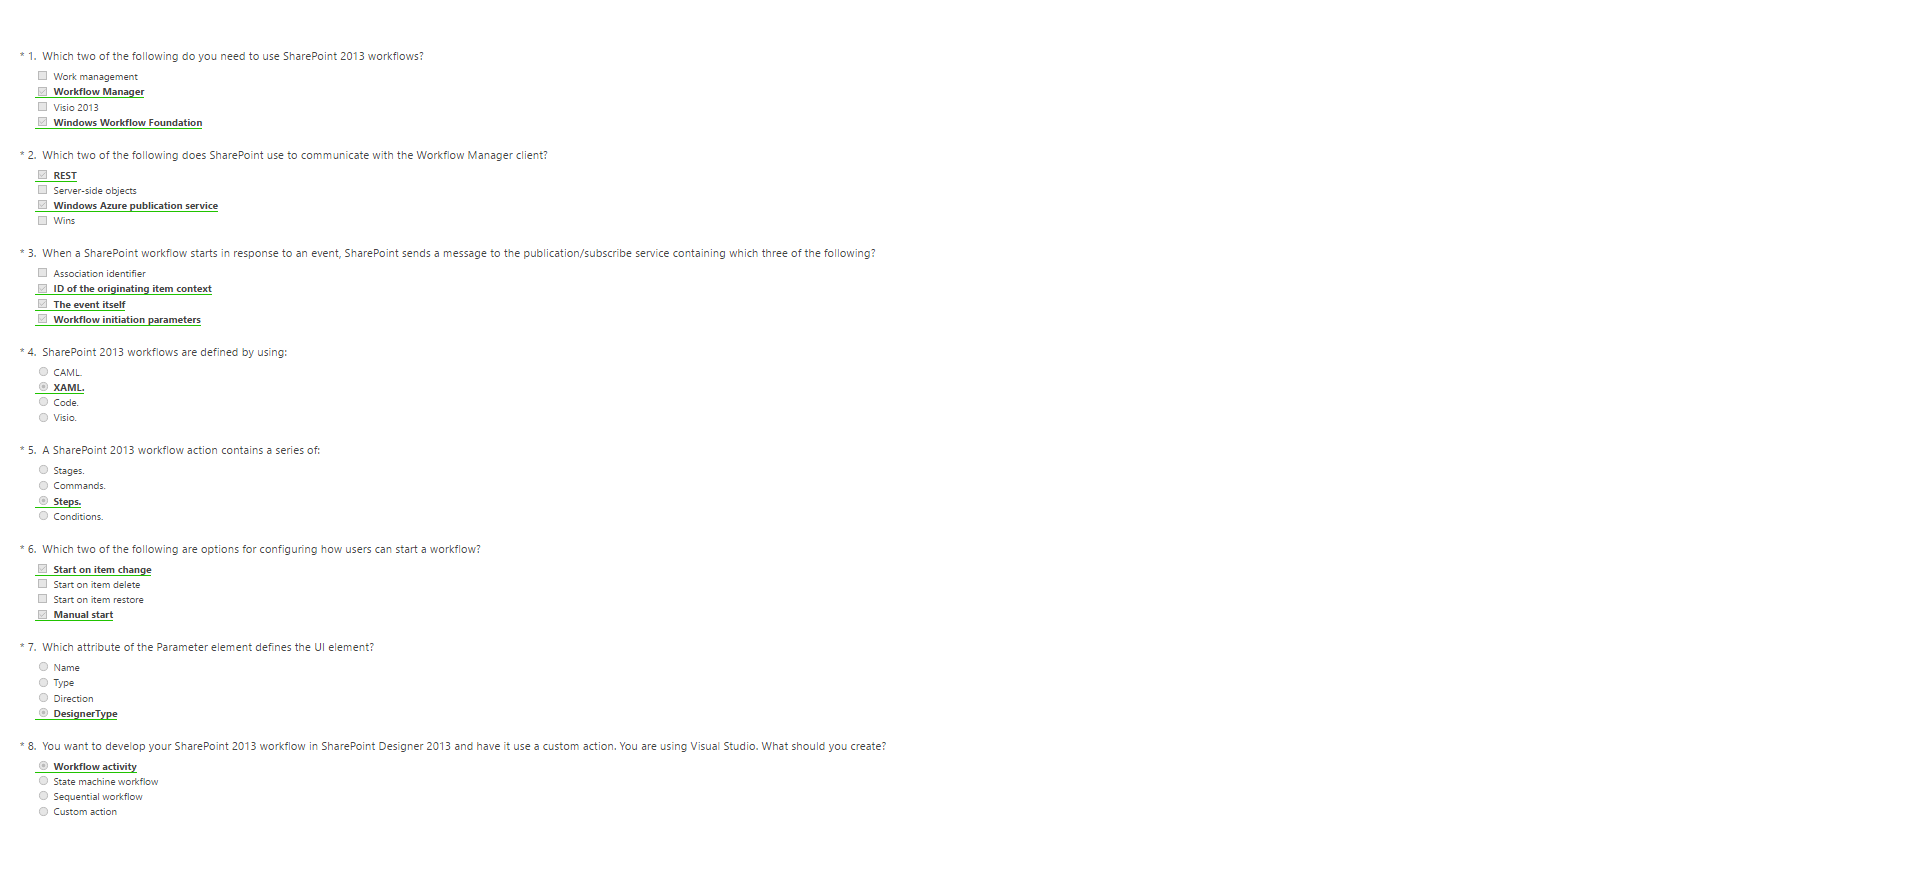 * 1. Which two of the following do you need to use SharePoint 2013 workflows?
Work management
Workflow Manager
Visio 2013
Windows Workflow Foundation
* 2. Which two of the following does SharePoint use to communicate with the Workflow Manager client?
REST
Server-side objects
Windows Azure publication service
Wins
* 3. When a SharePoint workflow starts in response to an event, SharePoint sends a message to the publication/subscribe service containing which three of the following?
Association identifier
ID of the originating item context
The event itself
Workflow initiation parameters
* 4. SharePoint 2013 workflows are defined by using:
CAML.
XAML.
Code.
Visio.
* 5. A SharePoint 2013 workflow action contains a series of:
Stages.
Commands.
Steps.
Conditions.
* 6. Which two of the following are options for configuring how users can start a workflow?
Start on item change
Start on item delete
Start on item restore
Manual start
* 7. Which attribute of the Parameter element defines the UI element?
Name
Type
Direction
DesignerType
* 8. You want to develop your SharePoint 2013 workflow in SharePoint Designer 2013 and have it use a custom action. You are using Visual Studio. What should you create?
Workflow activity
State machine workflow
Sequential workflow
Custom action